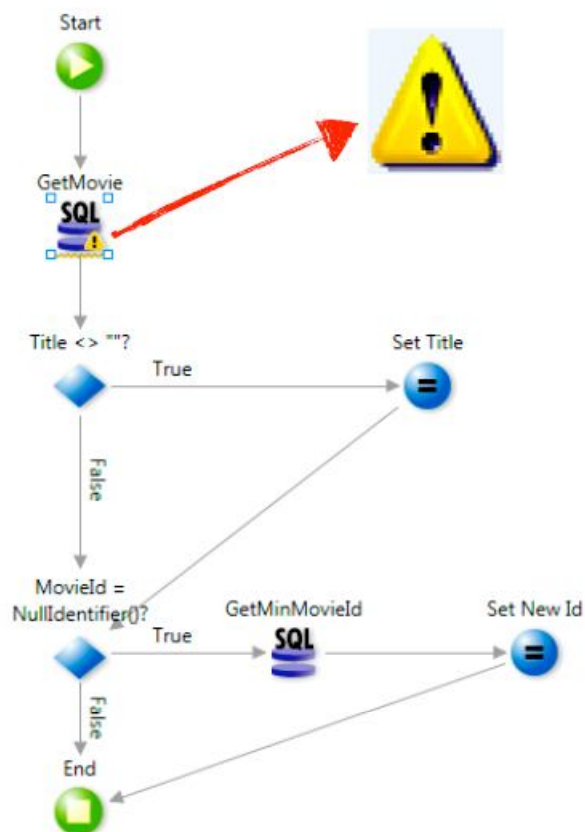 Start
GetMovie
SQL
Title <> ""?
True
Set Title
=
False
MovieId =
NullIdentifier()?
True
GetMinMovieId
SQL
Set New Id
=
False
End